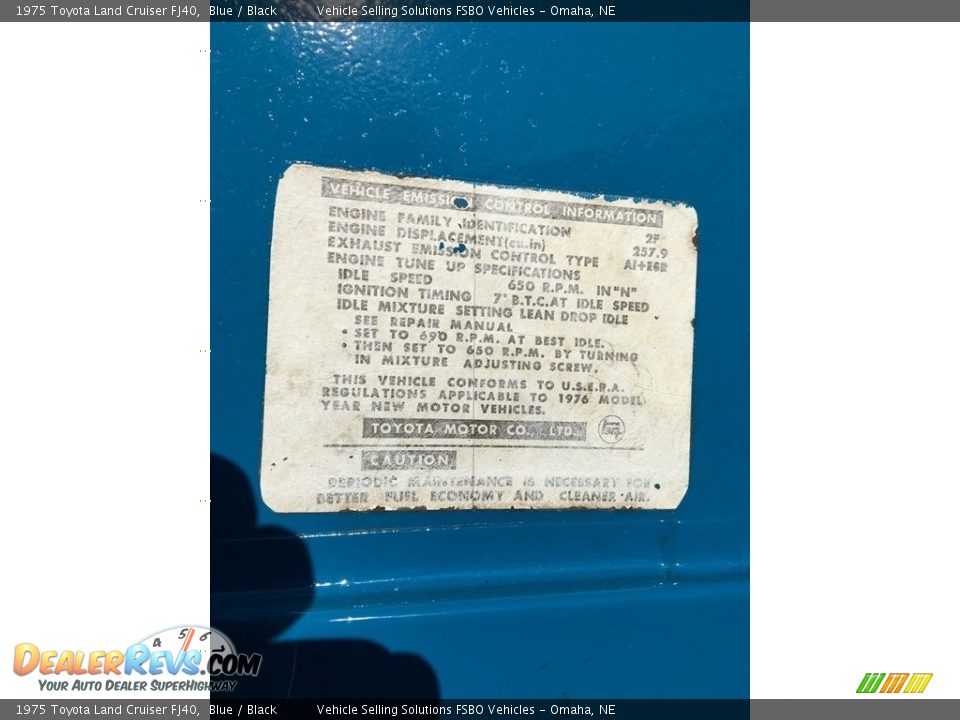 1975 Toyota Land Cruiser FJ40, Blue / Black Vehicle Selling Solutions FSBO Vehicles - Omaha, NE
VEHICLE EMISSION CONTROL INFORMATION
ENGINE FAMILY IDENTIFICATION 2F
ENGINE DISPLACEMENT(cu.in) 257.9
EXHAUST EMISSION CONTROL TYPE AI+EGR
ENGINE TUNE UP SPECIFICATIONS
IDLE SPEED 650 R.P.M. IN "N"
IGNITION TIMING 7° B.T.C. AT IDLE SPEED
IDLE MIXTURE SETTING LEAN DROP IDLE
SEE REPAIR MANUAL
• SET TO 690 R.P.M. AT BEST IDLE.
• THEN SET TO 650 R.P.M. BY TURNING
IN MIXTURE ADJUSTING SCREW.
THIS VEHICLE CONFORMS TO U.S.E.P.A.
REGULATIONS APPLICABLE TO 1976 MODEL
YEAR NEW MOTOR VEHICLES.
TOYOTA MOTOR CO., LTD.
CAUTION
PERIODIC MAINTENANCE IS NECESSARY FOR
BETTER FUEL ECONOMY AND CLEANER AIR.
4 5 6
DEALERREVS.COM
YOUR AUTO DEALER SUPERHIGHWAY
1975 Toyota Land Cruiser FJ40, Blue / Black Vehicle Selling Solutions FSBO Vehicles - Omaha, NE